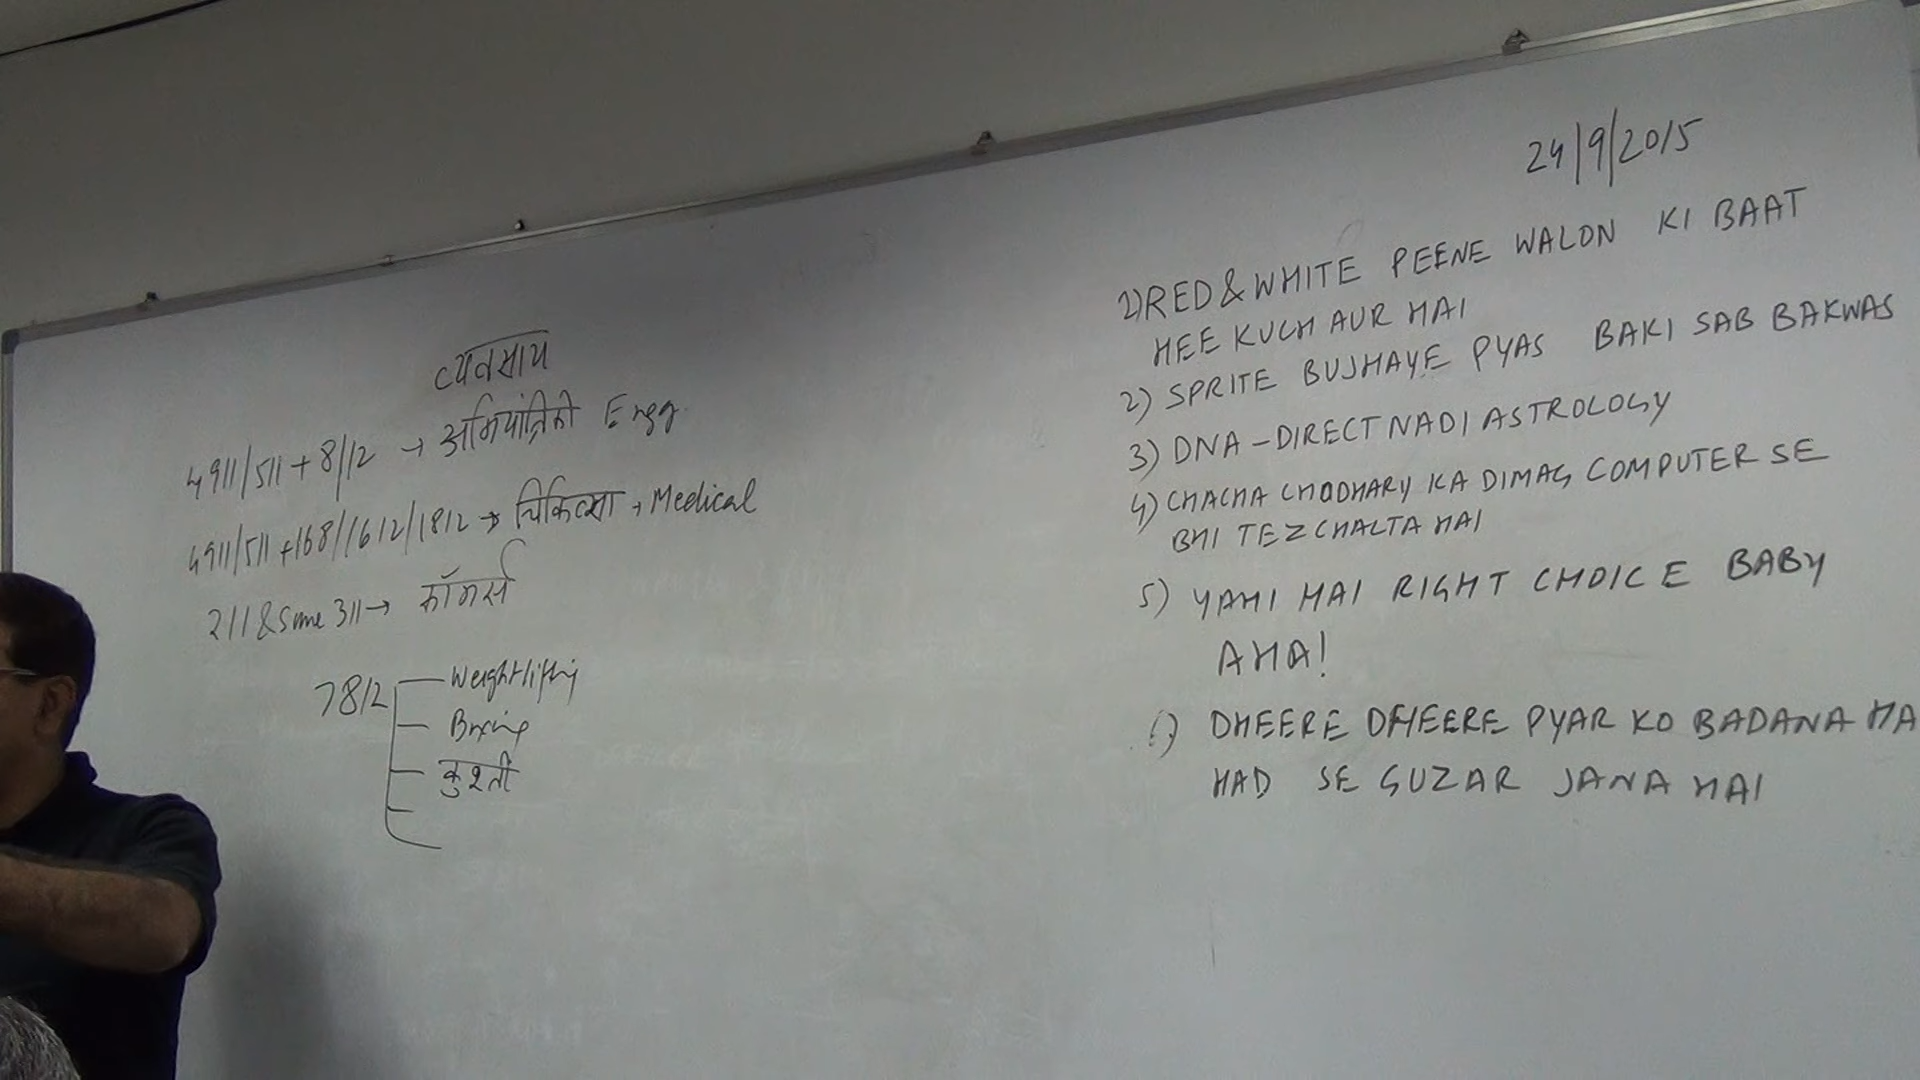 व्यवसाय
4911/511 + 8/12 → अभियांत्रिकी Engg.
4911/511 + 168/1612/1812 → चिकित्सा, Medical
211 & Some 311 → कॉमर्स
7812
Weightlifting
Boxing
कुश्ती
24/9/2015
1) RED & WHITE PEENE WALON KI BAAT
HEE KUCH AUR HAI
2) SPRITE BUJHAYE PYAS BAKI SAB BAKWAS
3) DNA - DIRECT NADI ASTROLOGY
4) CHACHA CHODHARY KA DIMAG COMPUTER SE
BHI TEZ CHALTA HAI
5) YAHI HAI RIGHT CHOICE BABY
AHA!
6) DHEERE DHEERE PYAR KO BADANA HA
HAD SE GUZAR JANA HAI